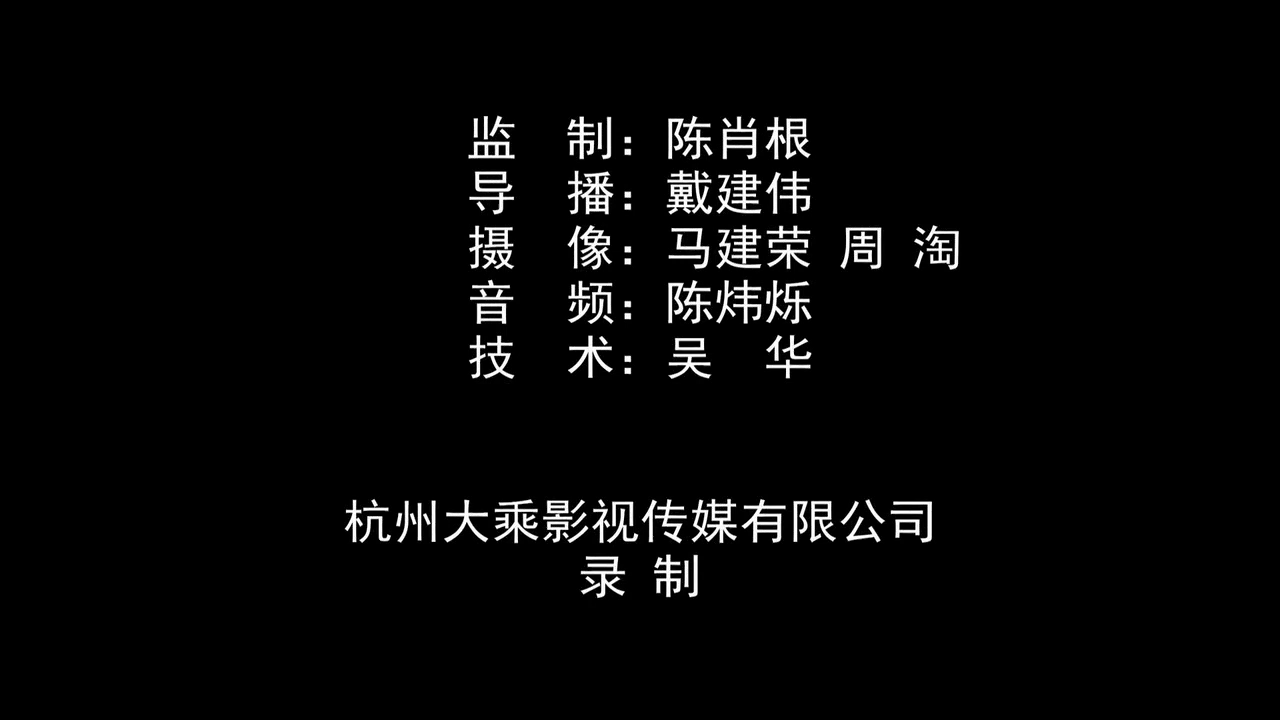 监　制：陈肖根
导　播：戴建伟
摄　像：马建荣 周 淘
音　频：陈炜烁
技　术：吴　华
杭州大乘影视传媒有限公司
录 制